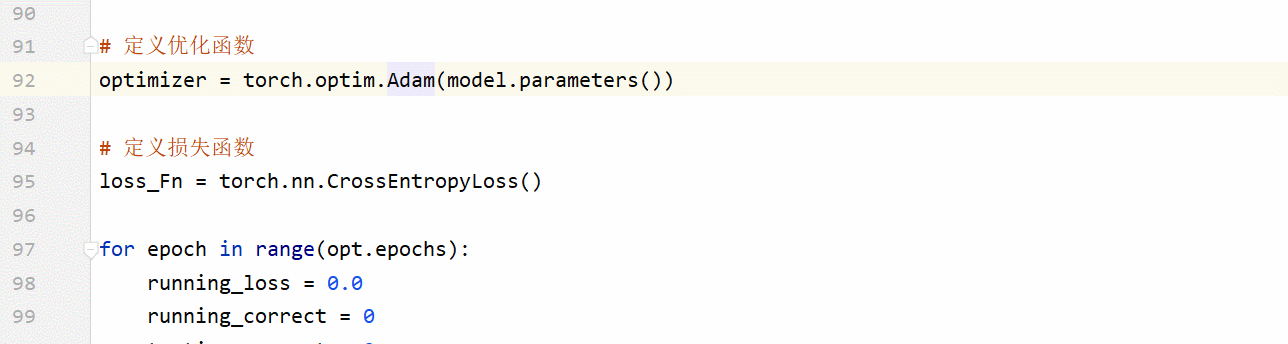 90
91 # 定义优化函数
92 optimizer = torch.optim.Adam(model.parameters())
93
94 # 定义损失函数
95 loss_Fn = torch.nn.CrossEntropyLoss()
96
97 for epoch in range(opt.epochs):
98 running_loss = 0.0
99 running_correct = 0